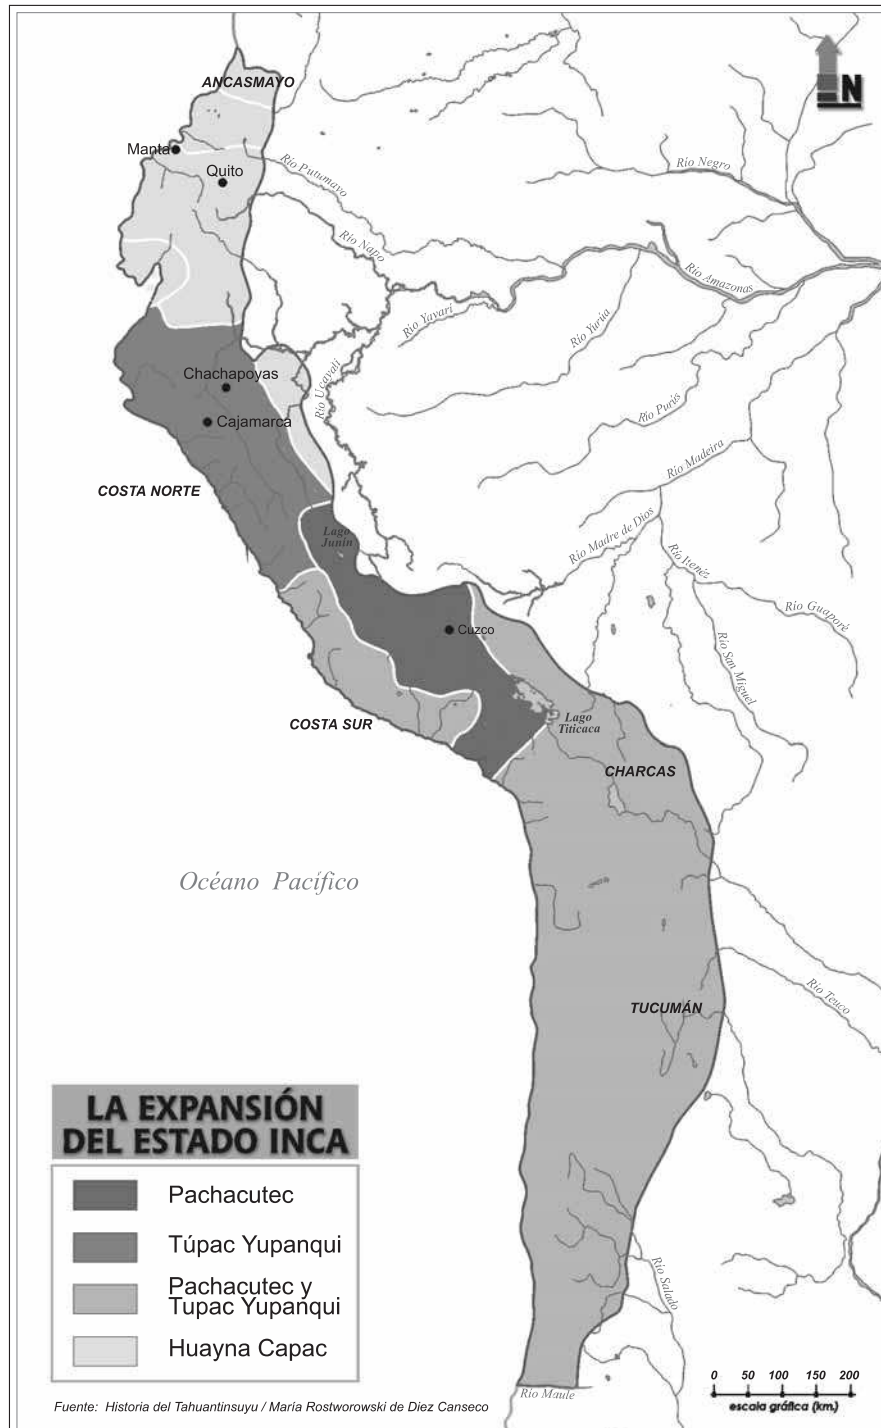 N
ANCASMAYO
Manta
Quito
Río Putumayo
Río Negro
Río Napo
Río Amazonas
Río Yavarí
Río Yurúa
Chachapoyas
Río Ucayali
Cajamarca
Río Purús
COSTA NORTE
Río Madeira
Lago
Junín
Río Madre de Dios
Río Itenéz
Río Guaporé
Cuzco
Río San Miguel
COSTA SUR
Lago
Titicaca
CHARCAS
Océano Pacífico
Río Teuco
TUCUMÁN
LA EXPANSIÓN
DEL ESTADO INCA
Pachacutec
Túpac Yupanqui
Pachacutec y
Tupac Yupanqui
Huayna Capac
Río Salado
Río Maule
0 50 100 150 200
escala gráfica (km.)
Fuente: Historia del Tahuantinsuyu / María Rostworowski de Diez Canseco